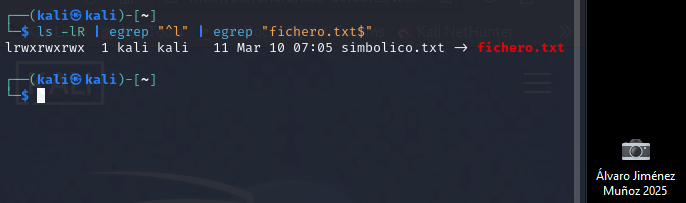 ┌──(kali㉿kali)-[~]
└─$ ls -lR | egrep "^l" | egrep "fichero.txt$"
lrwxrwxrwx  1 kali kali   11 Mar 10 07:05 simbolico.txt → fichero.txt
┌──(kali㉿kali)-[~]
└─$
Álvaro Jiménez
Muñoz 2025